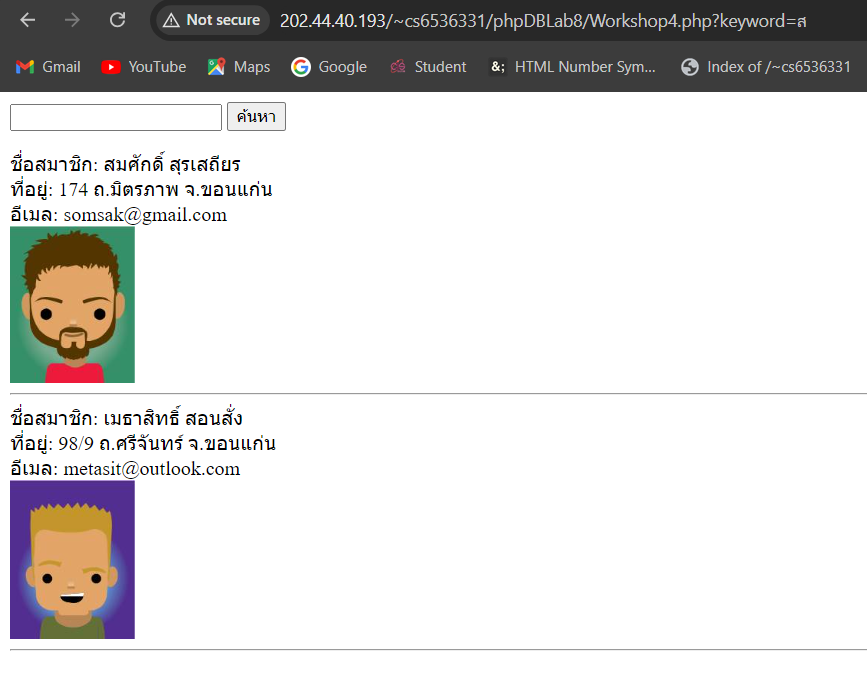 Not secure 202.44.40.193/~cs6536331/phpDBLab8/Workshop4.php?keyword=ส
Gmail YouTube Maps Google Student &; HTML Number Sym... Index of /~cs6536331
ค้นหา
ชื่อสมาชิก: สมศักดิ์ สุรเสถียร
ที่อยู่: 174 ถ.มิตรภาพ จ.ขอนแก่น
อีเมล: somsak@gmail.com
ชื่อสมาชิก: เมธาสิทธิ์ สอนสั่ง
ที่อยู่: 98/9 ถ.ศรีจันทร์ จ.ขอนแก่น
อีเมล: metasit@outlook.com